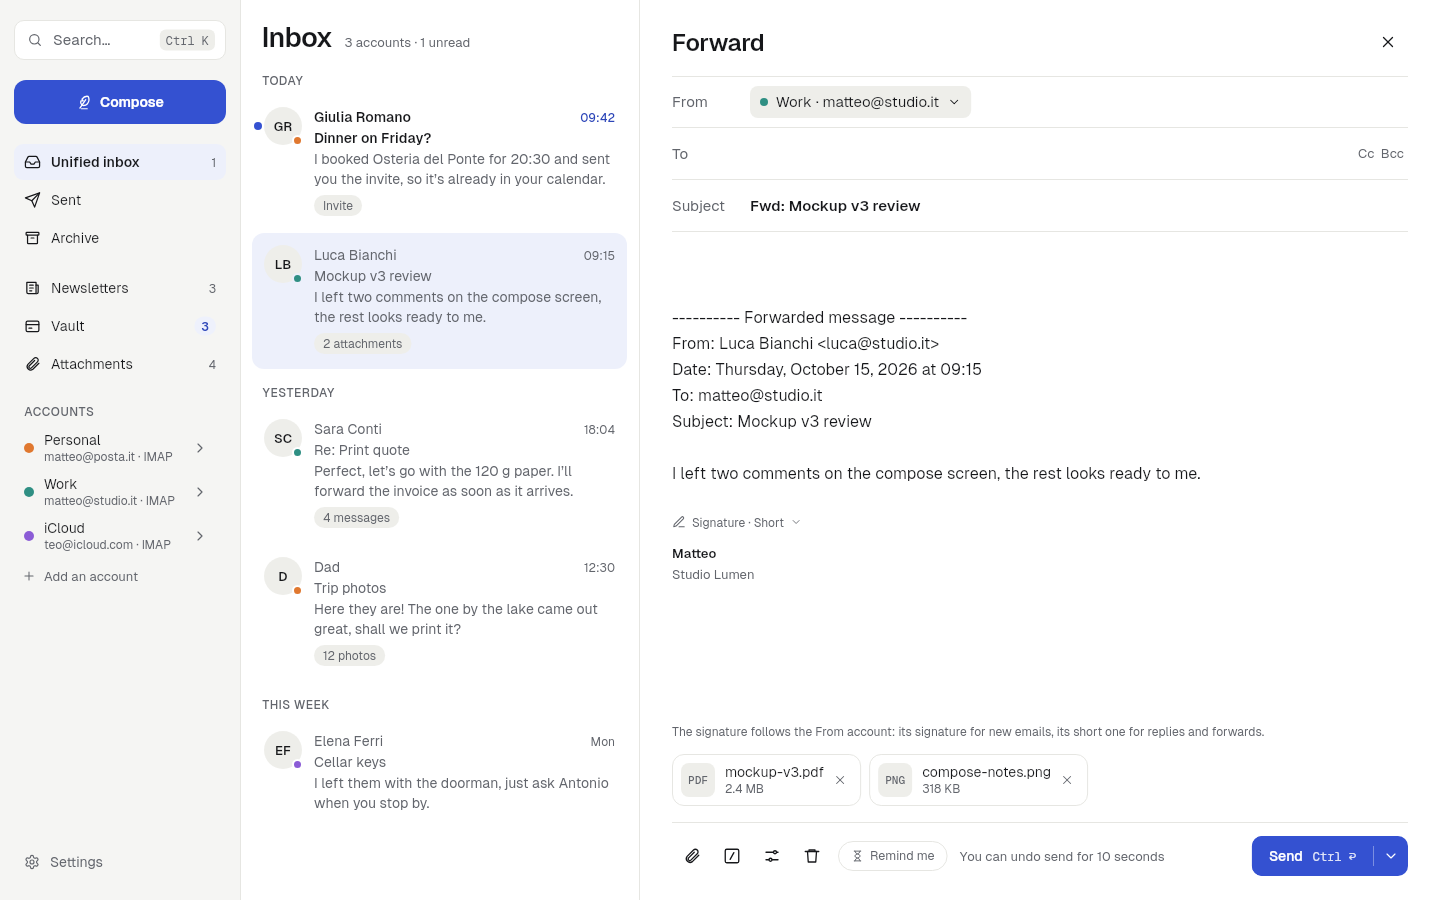 Search... Ctrl K
Compose
Unified inbox 1
Sent
Archive
Newsletters 3
Vault 3
Attachments 4
ACCOUNTS
Personal
matteo@posta.it · IMAP
Work
matteo@studio.it · IMAP
iCloud
teo@icloud.com · IMAP
Add an account
Settings
Inbox 3 accounts · 1 unread
TODAY
GR Giulia Romano 09:42
Dinner on Friday?
I booked Osteria del Ponte for 20:30 and sent
you the invite, so it's already in your calendar.
Invite
LB Luca Bianchi 09:15
Mockup v3 review
I left two comments on the compose screen,
the rest looks ready to me.
2 attachments
YESTERDAY
SC Sara Conti 18:04
Re: Print quote
Perfect, let's go with the 120 g paper. I'll
forward the invoice as soon as it arrives.
4 messages
D Dad 12:30
Trip photos
Here they are! The one by the lake came out
great, shall we print it?
12 photos
THIS WEEK
EF Elena Ferri Mon
Cellar keys
I left them with the doorman, just ask Antonio
when you stop by.
Forward
From Work · matteo@studio.it
To Cc Bcc
Subject Fwd: Mockup v3 review
---------- Forwarded message ----------
From: Luca Bianchi <luca@studio.it>
Date: Thursday, October 15, 2026 at 09:15
To: matteo@studio.it
Subject: Mockup v3 review
I left two comments on the compose screen, the rest looks ready to me.
Signature · Short
Matteo
Studio Lumen
The signature follows the From account: its signature for new emails, its short one for replies and forwards.
PDF mockup-v3.pdf
2.4 MB
PNG compose-notes.png
318 KB
Remind me
You can undo send for 10 seconds
Send Ctrl ⏎